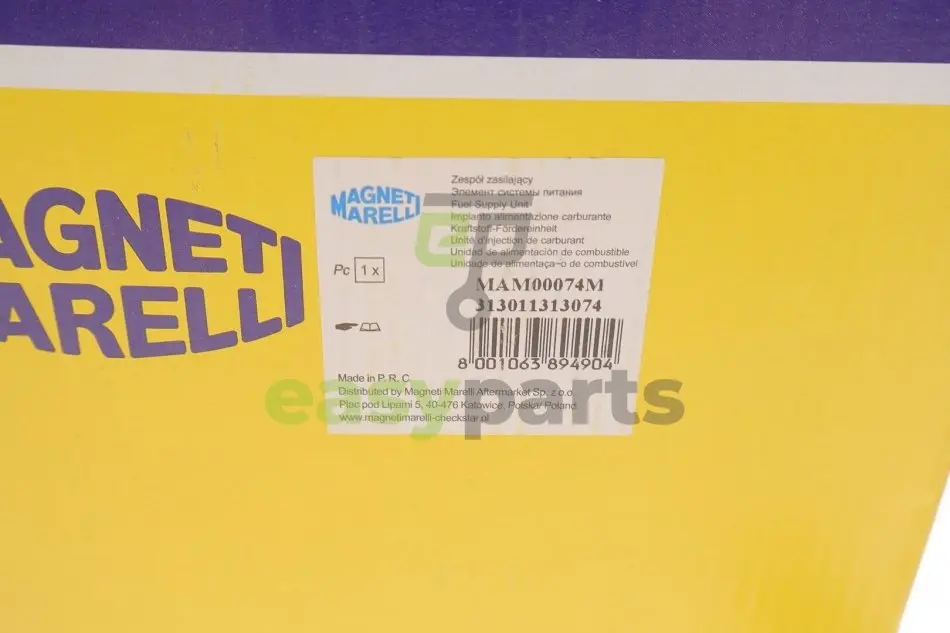 MAGNETI
MARELLI
MAGNETI
MARELLI
Zespół zasilający
Элемент системы питания
Fuel Supply Unit
Impianto alimentazione carburante
Kraftstoff-Fördereinheit
Unité d'injection de carburant
Unidad de alimentación de combustible
Unidade de alimentaça-o de combustível
Pc 1 x
MAM00074M
313011313074
8 001063 894904
Made in P. R. C.
Distributed by Magneti Marelli Aftermarket Sp. z o.o.
Plac pod Lipami 5, 40-476 Katowice, Polska/ Poland
www.magnetimarelli-checkstar.pl
easyparts